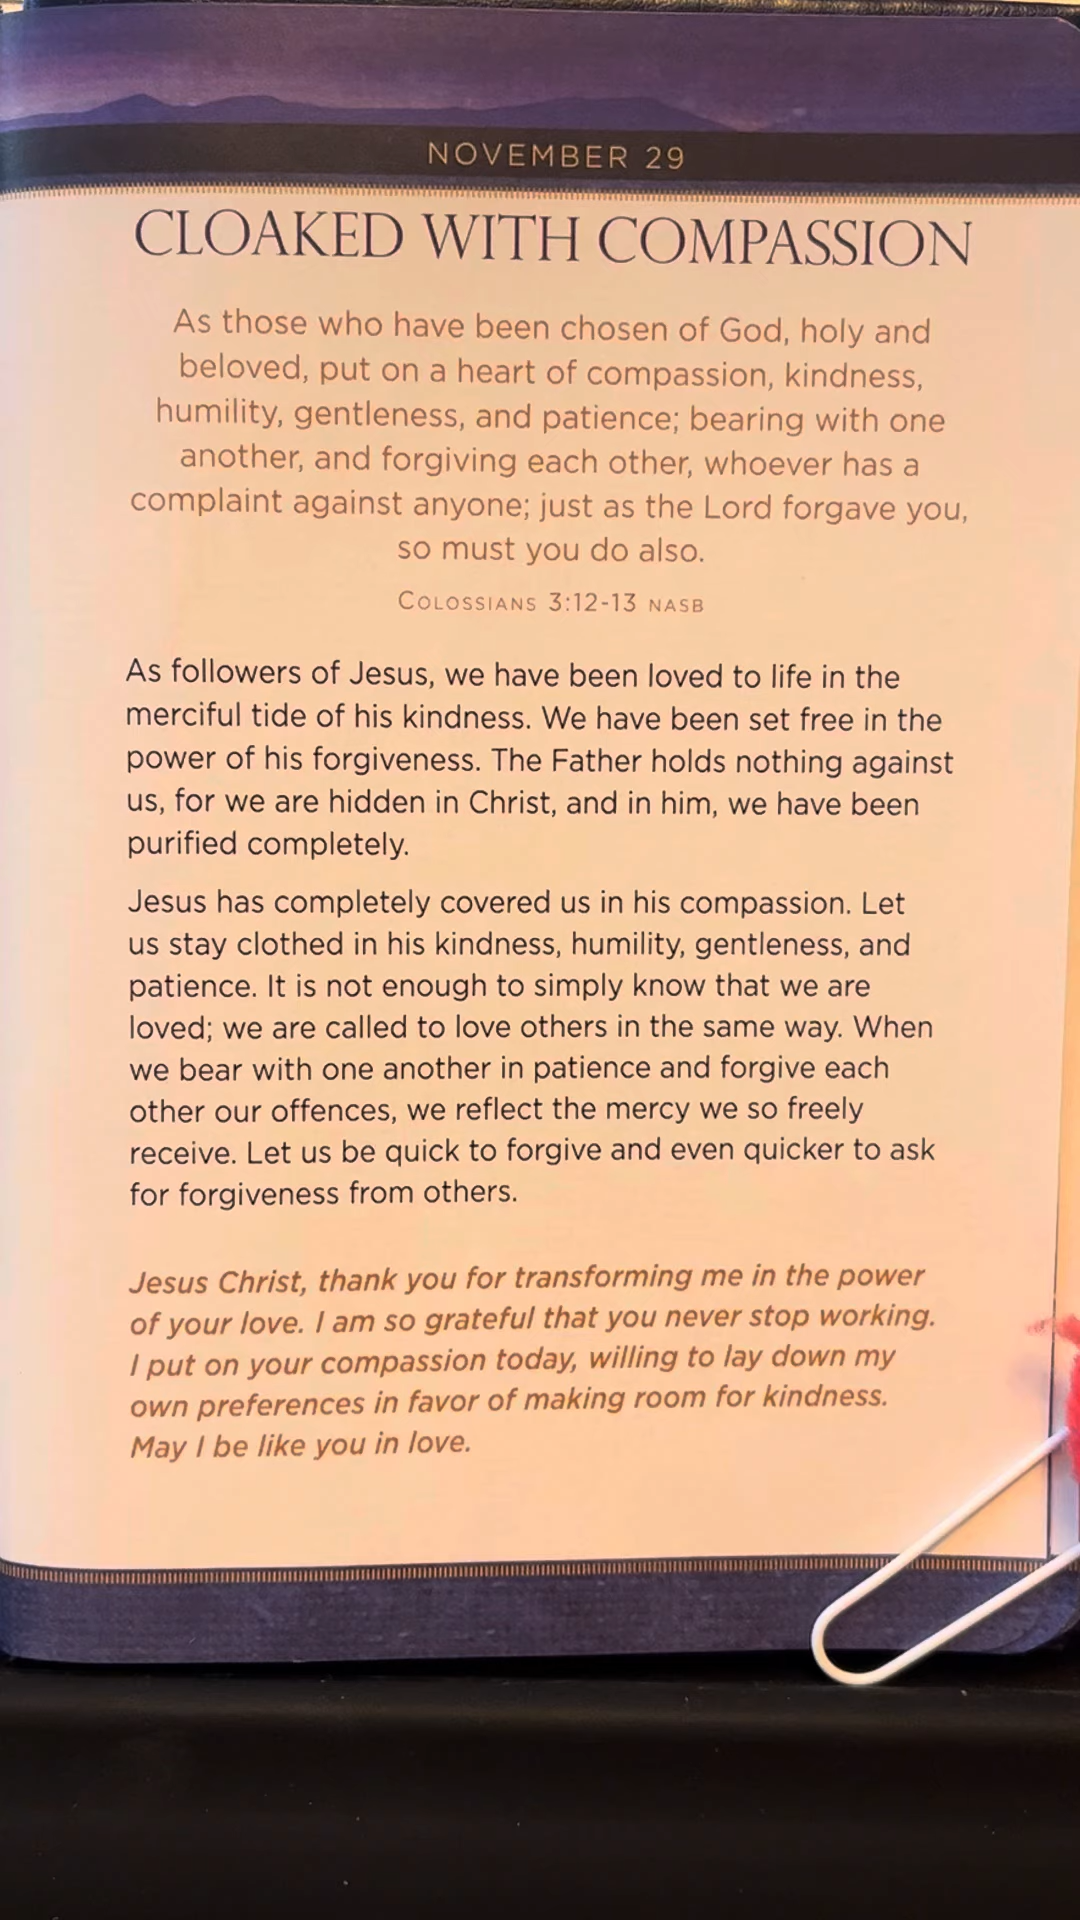 NOVEMBER 29
CLOAKED WITH COMPASSION
As those who have been chosen of God, holy and
beloved, put on a heart of compassion, kindness,
humility, gentleness, and patience; bearing with one
another, and forgiving each other, whoever has a
complaint against anyone; just as the Lord forgave you,
so must you do also.
COLOSSIANS 3:12-13 NASB
As followers of Jesus, we have been loved to life in the
merciful tide of his kindness. We have been set free in the
power of his forgiveness. The Father holds nothing against
us, for we are hidden in Christ, and in him, we have been
purified completely.
Jesus has completely covered us in his compassion. Let
us stay clothed in his kindness, humility, gentleness, and
patience. It is not enough to simply know that we are
loved; we are called to love others in the same way. When
we bear with one another in patience and forgive each
other our offences, we reflect the mercy we so freely
receive. Let us be quick to forgive and even quicker to ask
for forgiveness from others.
Jesus Christ, thank you for transforming me in the power
of your love. I am so grateful that you never stop working.
I put on your compassion today, willing to lay down my
own preferences in favor of making room for kindness.
May I be like you in love.